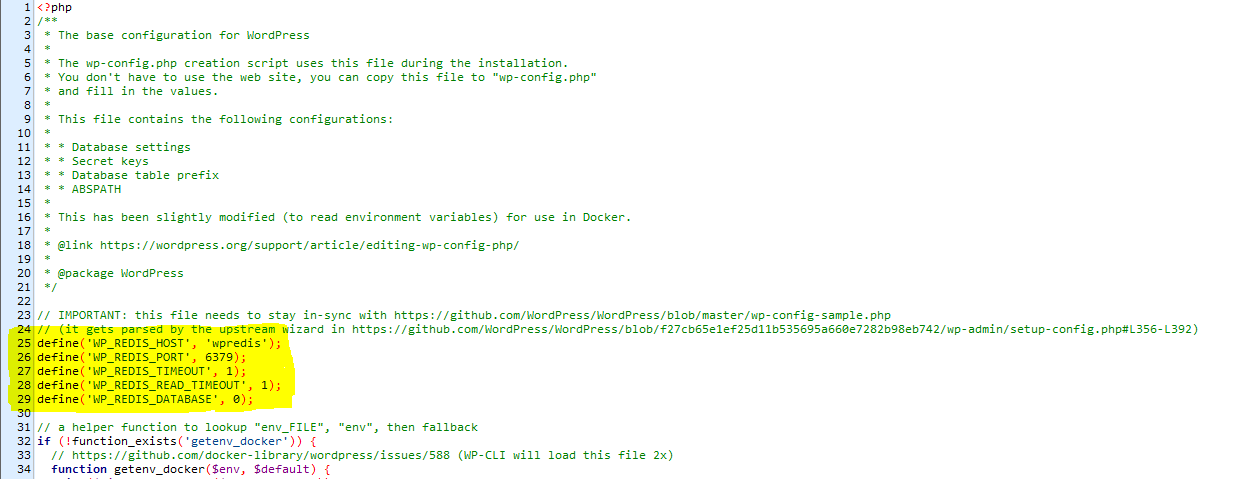 1 <?php
2 /**
3  * The base configuration for WordPress
4  *
5  * The wp-config.php creation script uses this file during the installation.
6  * You don't have to use the web site, you can copy this file to "wp-config.php"
7  * and fill in the values.
8  *
9  * This file contains the following configurations:
10  *
11  * * Database settings
12  * * Secret keys
13  * * Database table prefix
14  * * ABSPATH
15  *
16  * This has been slightly modified (to read environment variables) for use in Docker.
17  *
18  * @link https://wordpress.org/support/article/editing-wp-config-php/
19  *
20  * @package WordPress
21  */
22
23 // IMPORTANT: this file needs to stay in-sync with https://github.com/WordPress/WordPress/blob/master/wp-config-sample.php
24 // (it gets parsed by the upstream wizard in https://github.com/WordPress/WordPress/blob/f27cb65e1ef25d11b535695a660e7282b98eb742/wp-admin/setup-config.php#L356-L392)
25 define('WP_REDIS_HOST', 'wpredis');
26 define('WP_REDIS_PORT', 6379);
27 define('WP_REDIS_TIMEOUT', 1);
28 define('WP_REDIS_READ_TIMEOUT', 1);
29 define('WP_REDIS_DATABASE', 0);
30
31 // a helper function to lookup "env_FILE", "env", then fallback
32 if (!function_exists('getenv_docker')) {
33   // https://github.com/docker-library/wordpress/issues/588 (WP-CLI will load this file 2x)
34   function getenv_docker($env, $default) {